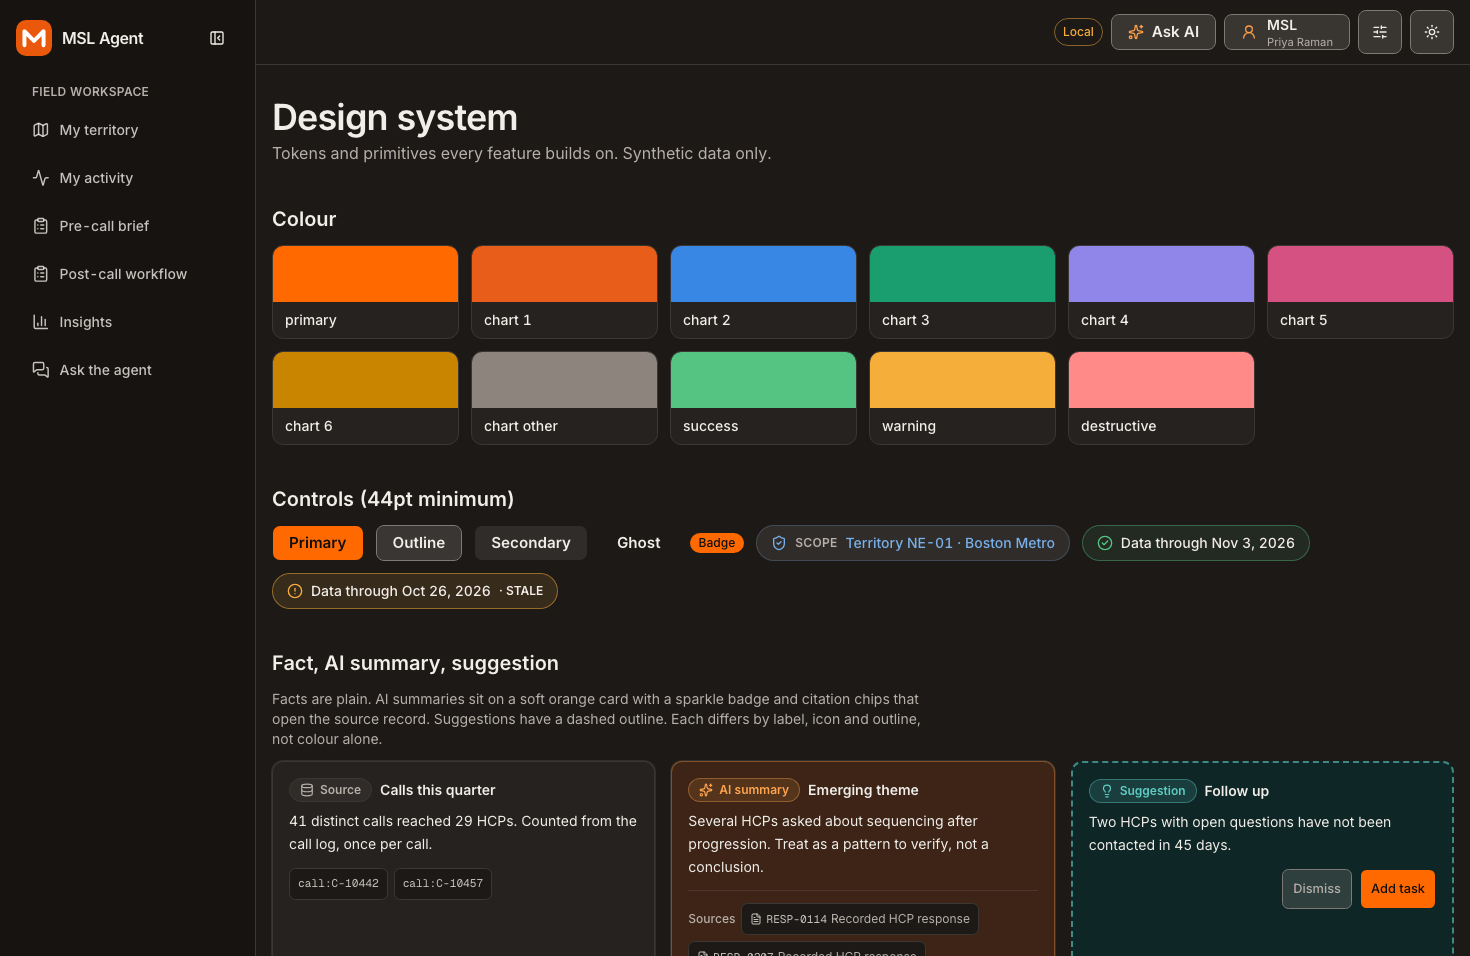 MSL Agent
Local
Ask AI
MSL
Priya Raman
FIELD WORKSPACE
My territory
My activity
Pre-call brief
Post-call workflow
Insights
Ask the agent
Design system
Tokens and primitives every feature builds on. Synthetic data only.
Colour
primary
chart 1
chart 2
chart 3
chart 4
chart 5
chart 6
chart other
success
warning
destructive
Controls (44pt minimum)
Primary
Outline
Secondary
Ghost
Badge
SCOPE Territory NE-01 · Boston Metro
Data through Nov 3, 2026
Data through Oct 26, 2026 · STALE
Fact, AI summary, suggestion
Facts are plain. AI summaries sit on a soft orange card with a sparkle badge and citation chips that
open the source record. Suggestions have a dashed outline. Each differs by label, icon and outline,
not colour alone.
Source Calls this quarter
41 distinct calls reached 29 HCPs. Counted from the
call log, once per call.
call:C-10442
call:C-10457
AI summary Emerging theme
Several HCPs asked about sequencing after
progression. Treat as a pattern to verify, not a
conclusion.
Sources RESP-0114 Recorded HCP response
RESP-0207 Recorded HCP response
Suggestion Follow up
Two HCPs with open questions have not been
contacted in 45 days.
Dismiss
Add task